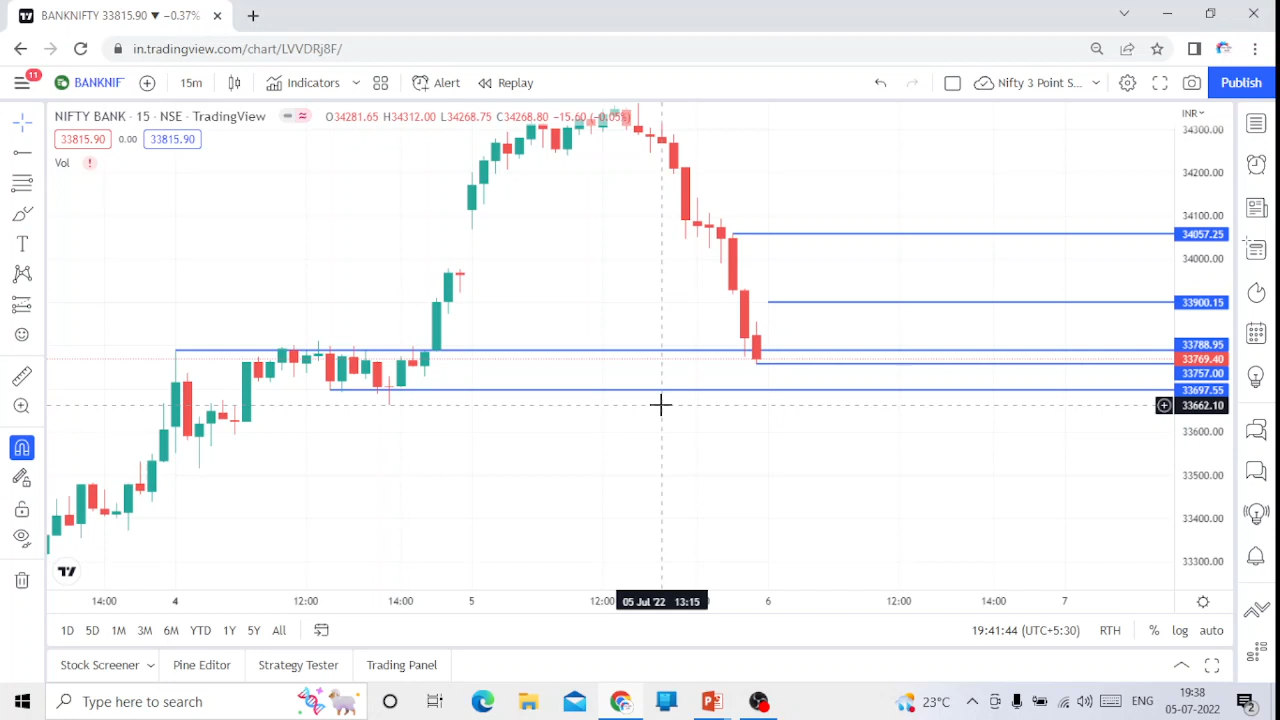 BANKNIFTY 33815.90 ▼ −0.37%
in.tradingview.com/chart/LVVDRj8F/
11
BANKNIF
15m
Indicators
Alert
Replay
Nifty 3 Point S...
Publish
NIFTY BANK · 15 · NSE · TradingView
O34281.65 H34312.00 L34268.75 C34268.80 −15.60 (−0.05%)
INR
33815.90
0.00
33815.90
Vol
34300.00
34200.00
34100.00
34057.25
34000.00
33900.15
33788.95
33769.40
33757.00
33697.55
33662.10
33600.00
33500.00
33400.00
33300.00
14:00
4
12:00
14:00
5
12:00
05 Jul '22 13:15
6
12:00
14:00
7
1D
5D
1M
3M
6M
YTD
1Y
5Y
All
19:41:44 (UTC+5:30)
RTH
%
log
auto
Stock Screener
Pine Editor
Strategy Tester
Trading Panel
Type here to search
23°C
ENG
19:38
05-07-2022
2